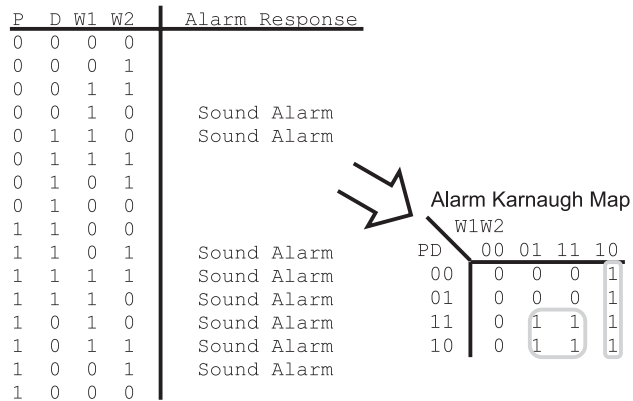 P D W1 W2 Alarm Response
0 0 0 0
0 0 0 1
0 0 1 1
0 0 1 0 Sound Alarm
0 1 1 0 Sound Alarm
0 1 1 1
0 1 0 1
0 1 0 0
1 1 0 0
1 1 0 1 Sound Alarm
1 1 1 1 Sound Alarm
1 1 1 0 Sound Alarm
1 0 1 0 Sound Alarm
1 0 1 1 Sound Alarm
1 0 0 1 Sound Alarm
1 0 0 0
Alarm Karnaugh Map
W1W2
PD 00 01 11 10
00 0 0 0 1
01 0 0 0 1
11 0 1 1 1
10 0 1 1 1